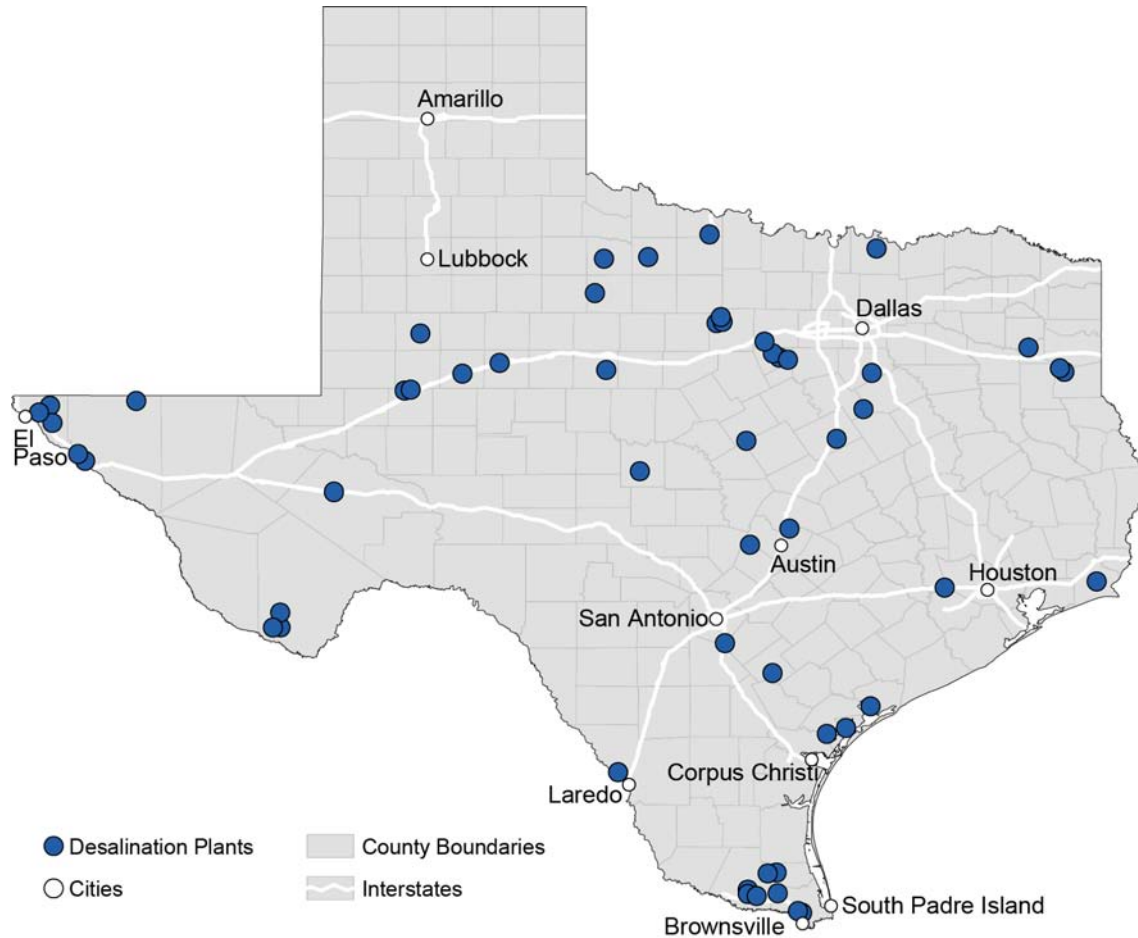 Amarillo
Lubbock
Dallas
El
Paso
Austin
Houston
San Antonio
Corpus Christi
Laredo
Desalination Plants
County Boundaries
Cities
Interstates
South Padre Island
Brownsville